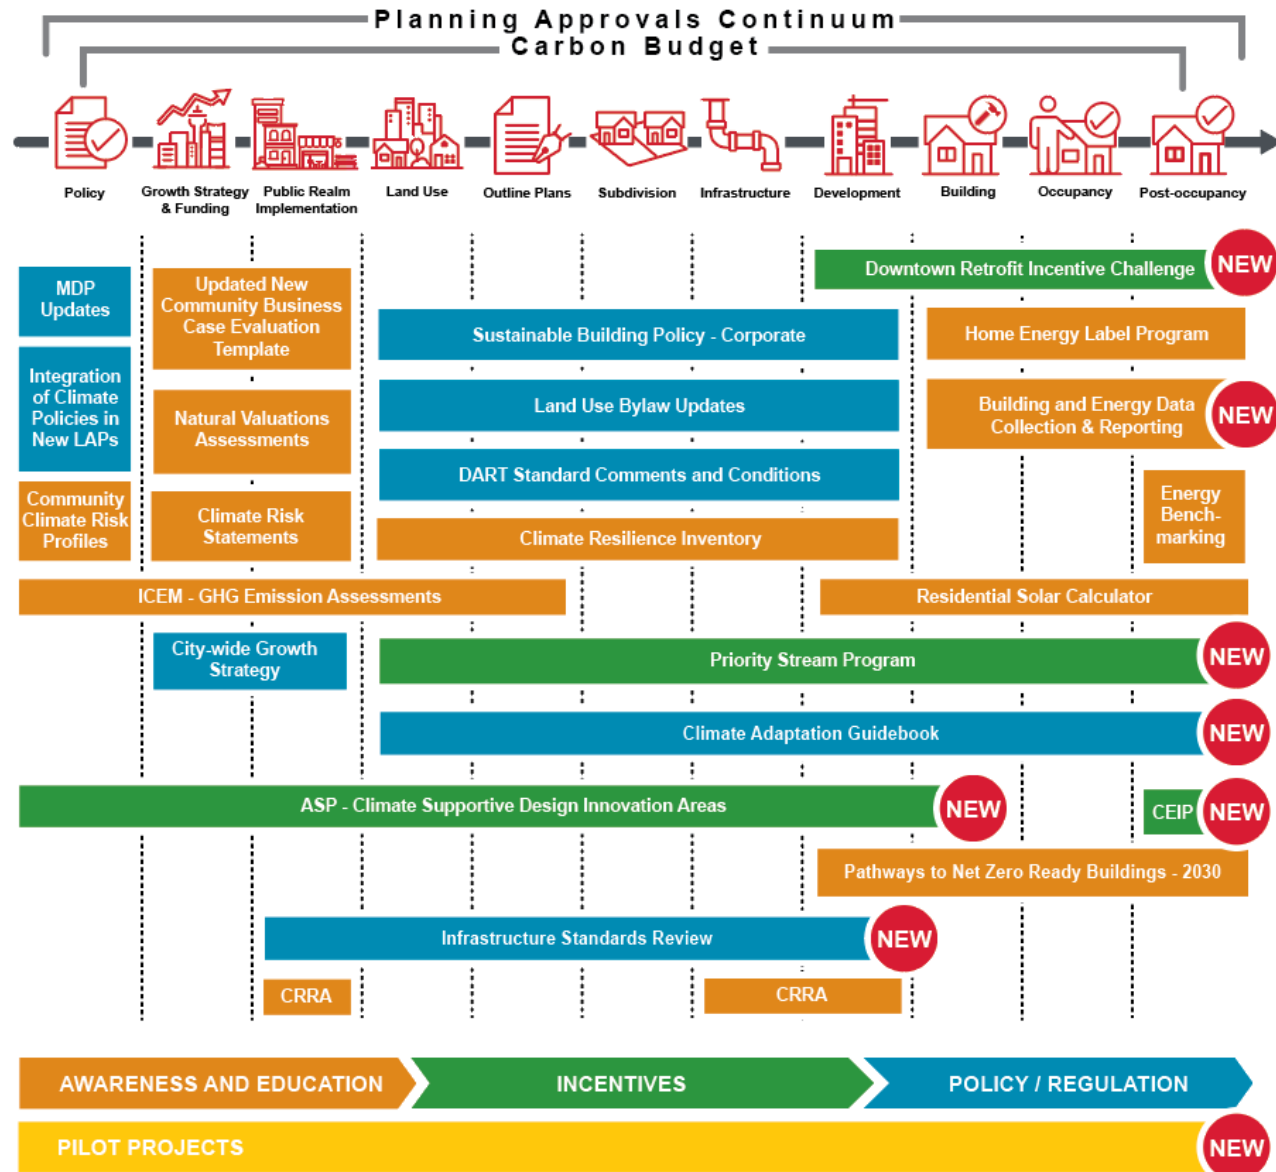 Planning Approvals Continuum
Carbon Budget
Policy
Growth Strategy
& Funding
Public Realm
Implementation
Land Use
Outline Plans
Subdivision
Infrastructure
Development
Building
Occupancy
Post-occupancy
Downtown Retrofit Incentive Challenge
NEW
MDP
Updates
Updated New
Community Business
Case Evaluation
Template
Sustainable Building Policy - Corporate
Home Energy Label Program
Integration
of Climate
Policies in
New LAPs
Natural Valuations
Assessments
Land Use Bylaw Updates
Building and Energy Data
Collection & Reporting
NEW
DART Standard Comments and Conditions
Community
Climate Risk
Profiles
Climate Risk
Statements
Climate Resilience Inventory
Energy
Bench-
marking
ICEM - GHG Emission Assessments
Residential Solar Calculator
City-wide Growth
Strategy
Priority Stream Program
NEW
Climate Adaptation Guidebook
NEW
ASP - Climate Supportive Design Innovation Areas
NEW
CEIP
NEW
Pathways to Net Zero Ready Buildings - 2030
Infrastructure Standards Review
NEW
CRRA
CRRA
AWARENESS AND EDUCATION
INCENTIVES
POLICY / REGULATION
PILOT PROJECTS
NEW